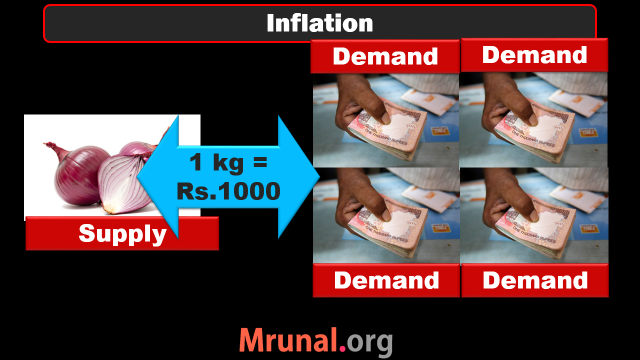 Inflation
Demand
Demand
1 kg =
Rs.1000
Supply
Demand
Demand
Mrunal.org